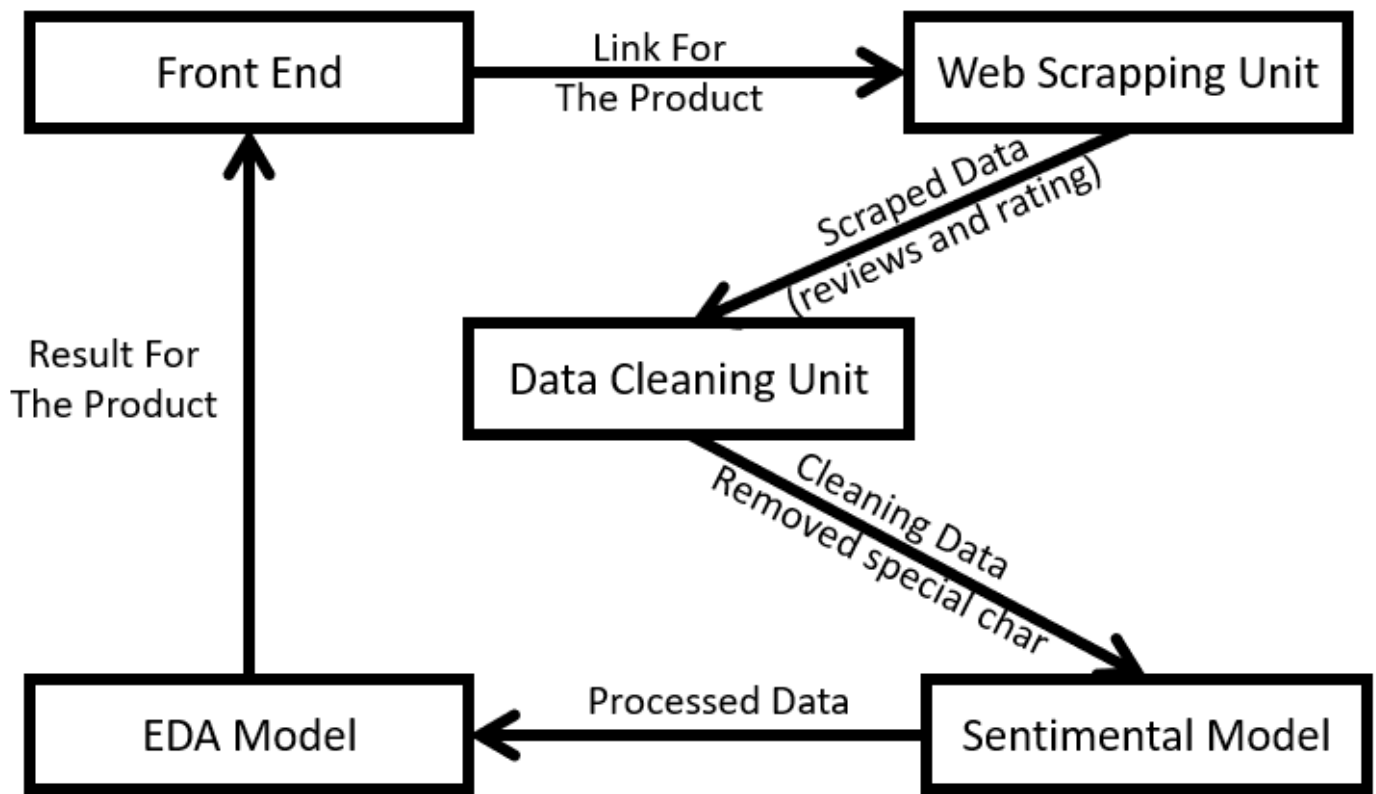 Front End
Link For
The Product
Web Scrapping Unit
Scraped Data
(reviews and rating)
Data Cleaning Unit
Result For
The Product
Cleaning Data
Removed special char
EDA Model
Processed Data
Sentimental Model